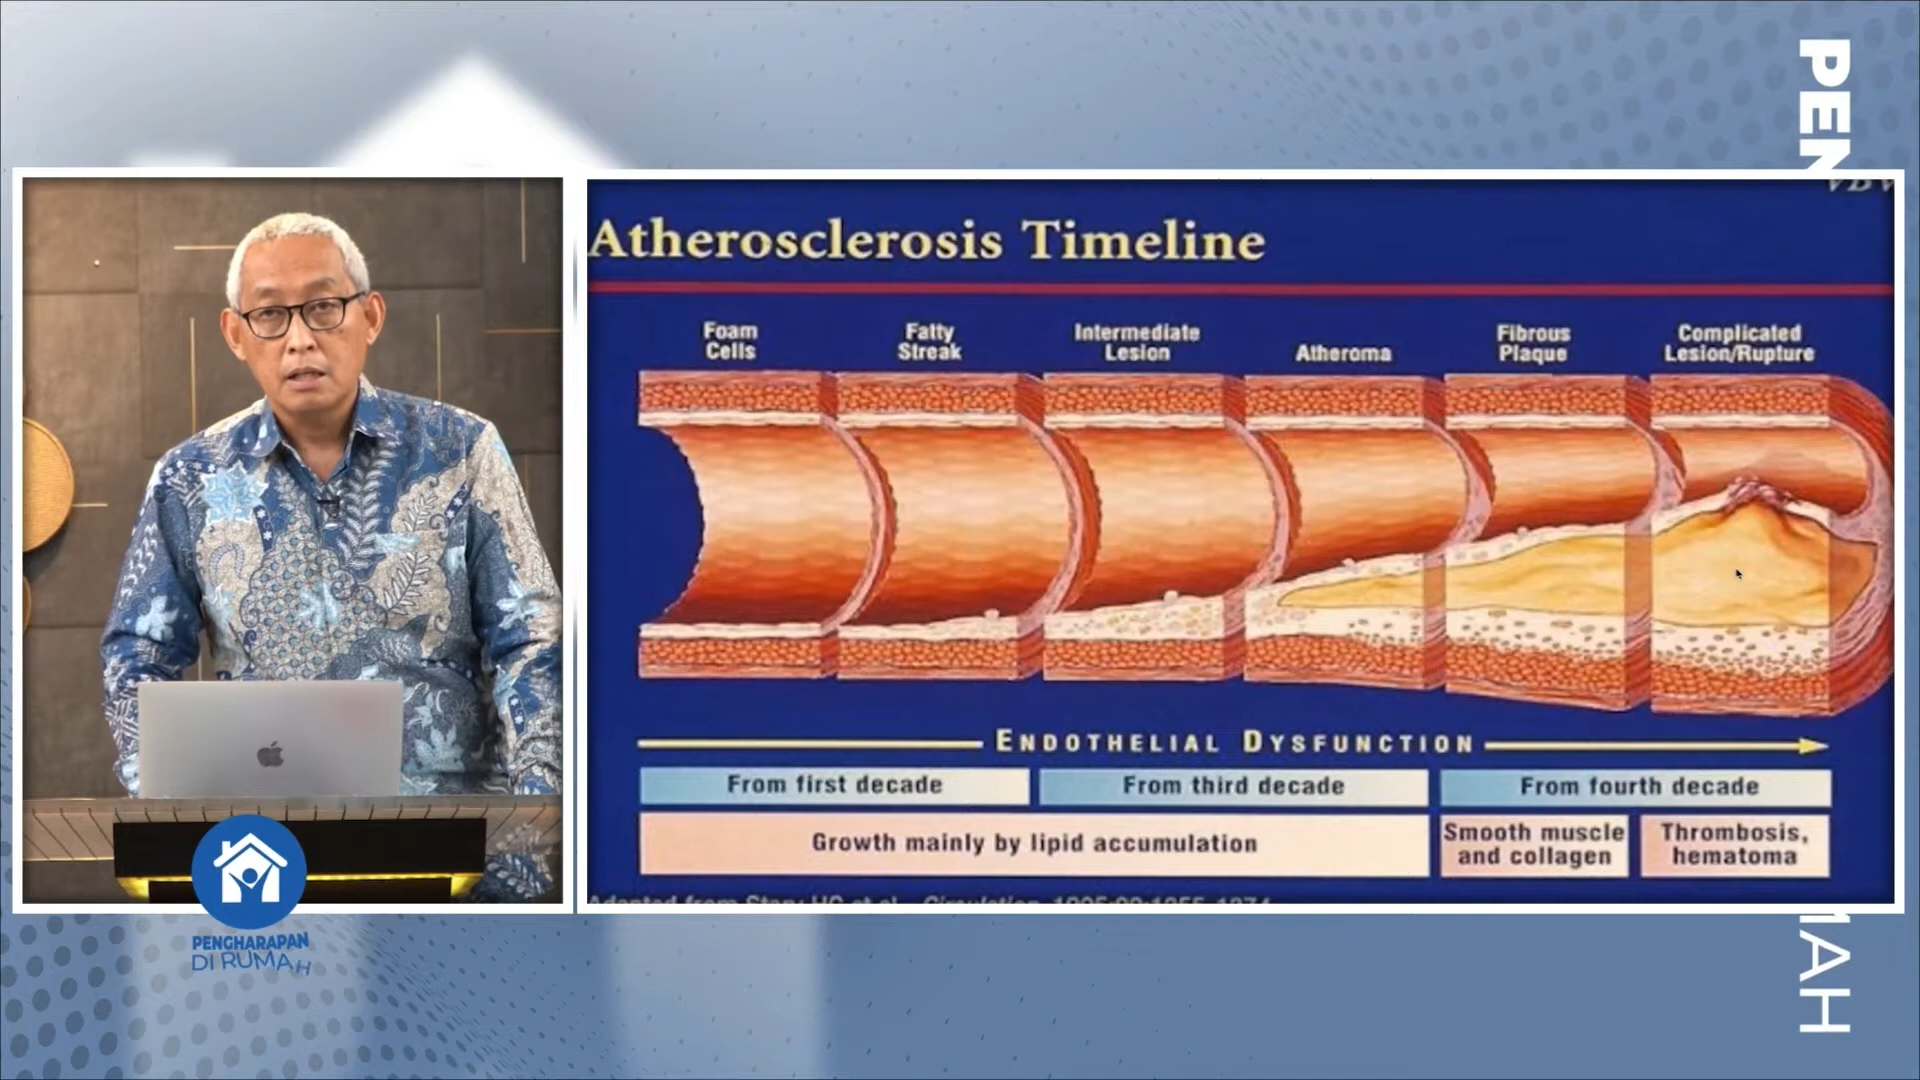 PEN
Atherosclerosis Timeline
Foam
Cells
Fatty
Streak
Intermediate
Lesion
Atheroma
Fibrous
Plaque
Complicated
Lesion/Rupture
ENDOTHELIAL DYSFUNCTION
From first decade
From third decade
From fourth decade
Growth mainly by lipid accumulation
Smooth muscle
and collagen
Thrombosis,
hematoma
PENGHARAPAN
DI RUMAH
MAH